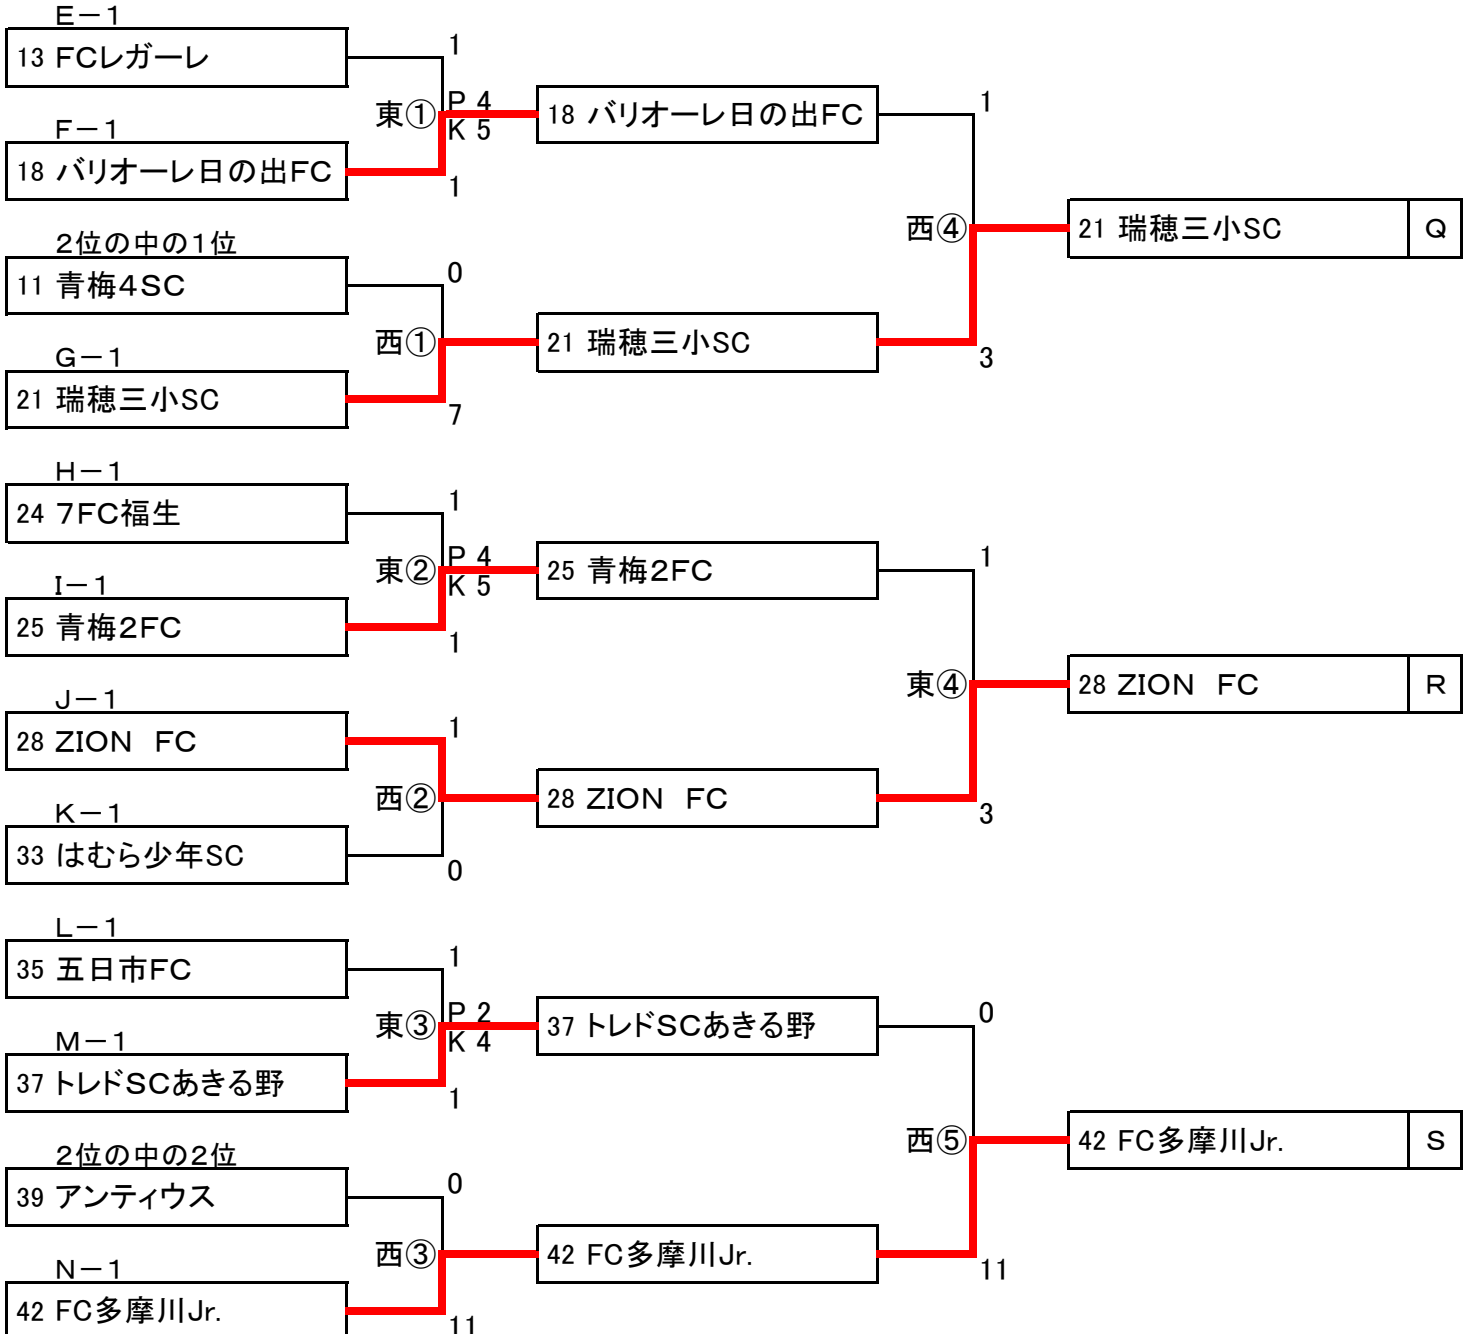 E－1
13 FCレガーレ
1
東① P 4
K 5
18 バリオーレ日の出FC
1
F－1
18 バリオーレ日の出FC
1
西④
21 瑞穂三小SC Q
2位の中の1位
11 青梅4SC
0
西①
21 瑞穂三小SC
3
G－1
21 瑞穂三小SC
7
H－1
24 7FC福生
1
東② P 4
K 5
25 青梅2FC
1
I－1
25 青梅2FC
1
東④
28 ZION　FC R
J－1
28 ZION　FC
1
西②
28 ZION　FC
3
K－1
33 はむら少年SC
0
L－1
35 五日市FC
1
東③ P 2
K 4
37 トレドSCあきる野
0
M－1
37 トレドSCあきる野
1
西⑤
42 FC多摩川Jr. S
2位の中の2位
39 アンティウス
0
西③
42 FC多摩川Jr.
11
N－1
42 FC多摩川Jr.
11